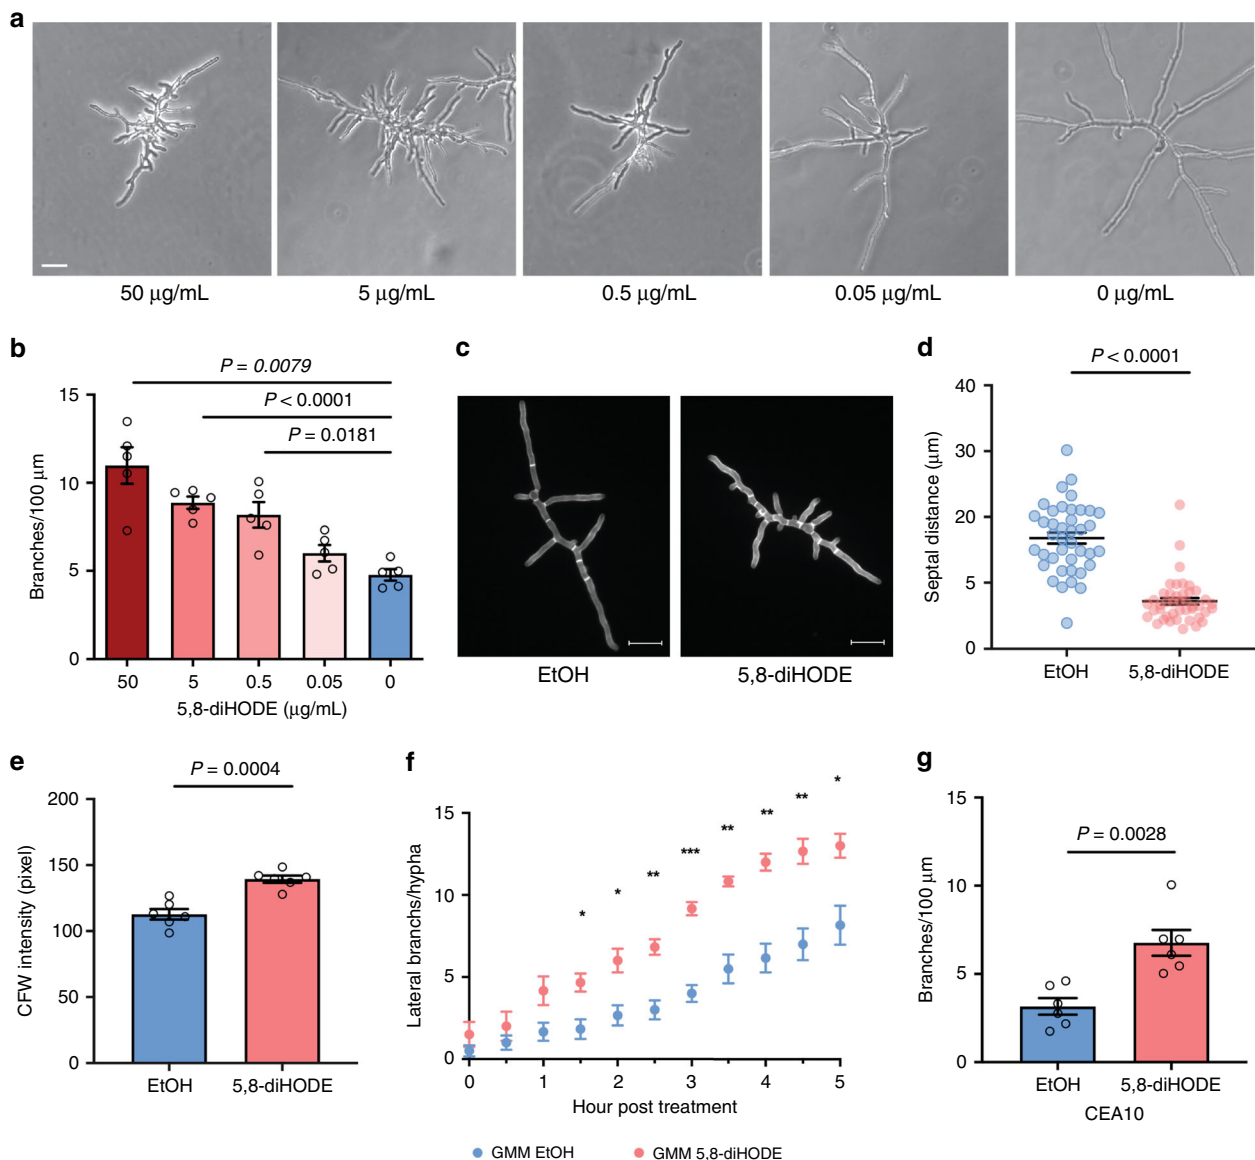 a
50 μg/mL
5 μg/mL
0.5 μg/mL
0.05 μg/mL
0 μg/mL
b
P = 0.0079
P < 0.0001
P = 0.0181
Branches/100 μm
15
10
5
0
50
5
0.5
0.05
0
5,8-diHODE (μg/mL)
c
EtOH
5,8-diHODE
d
P < 0.0001
Septal distance (μm)
40
30
20
5
0
EtOH
5,8-diHODE
e
P = 0.0004
CFW intensity (pixel)
200
150
100
50
0
EtOH
5,8-diHODE
f
Lateral branchs/hypha
15
10
5
0
*
*
**
***
**
**
**
*
0
1
2
3
4
5
Hour post treatment
GMM EtOH
GMM 5.8-diHODE
g
P = 0.0028
Branches/100 μm
15
10
5
0
EtOH
5,8-diHODE
CEA10